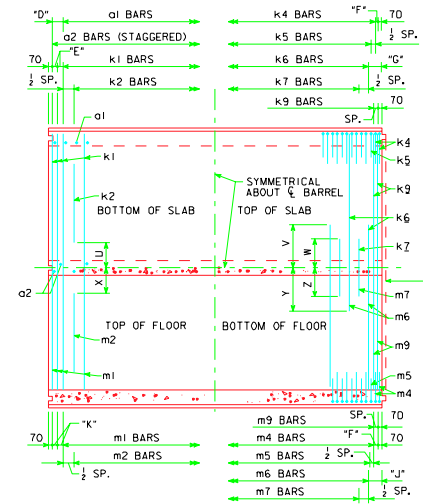 "D" a1 BARS k4 BARS "F" 70
a2 BARS (STAGGERED) k5 BARS 1/2 SP.
"E"
70 k1 BARS k6 BARS "G"
1/2 SP. k2 BARS k7 BARS 1/2 SP.
k9 BARS 70
SP.
a1
k4
k1 k5
SYMMETRICAL
ABOUT ℄ BARREL
k9
k2
BOTTOM OF SLAB TOP OF SLAB
k6
U V W k7
a2 X Y Z m7
m6
TOP OF FLOOR BOTTOM OF FLOOR
m2 m9
m1 m5
m4
"K" m9 BARS SP. 70
70 m1 BARS m4 BARS "F" 70
m2 BARS m5 BARS 1/2 SP.
1/2 SP. m6 BARS "J"
m7 BARS 1/2 SP.